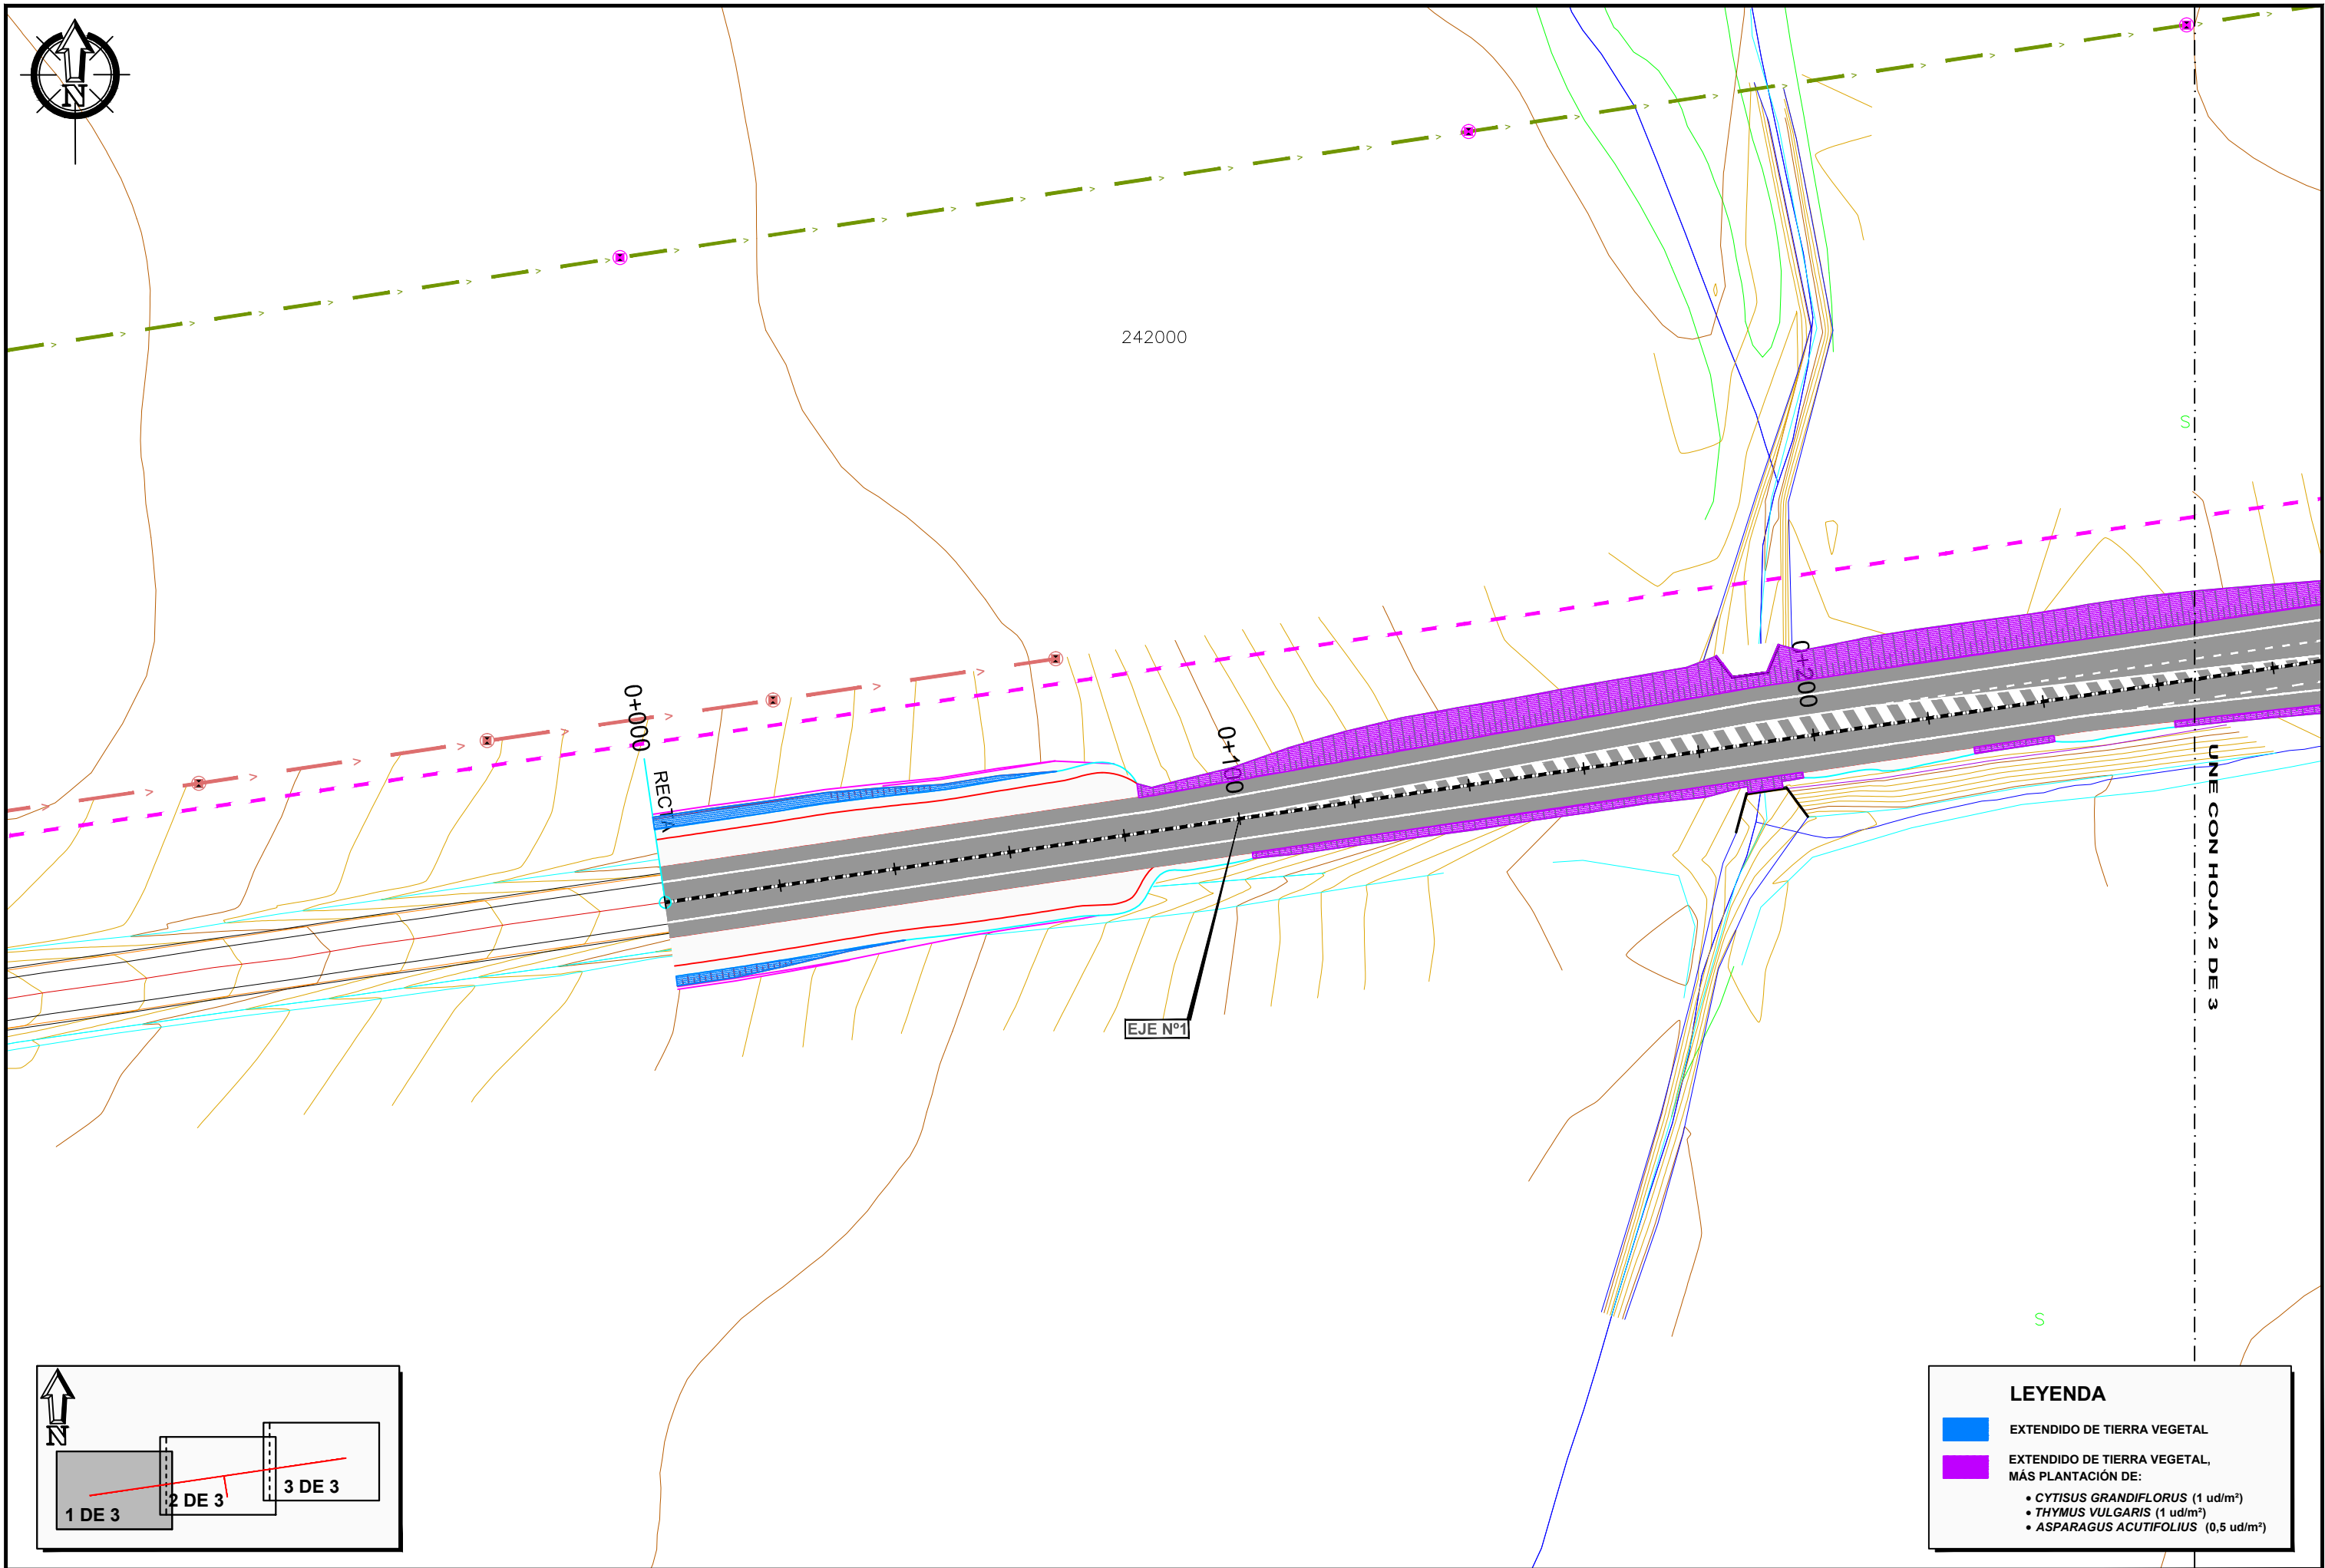 N
242000
S
0+000
RECTA
0+100
0+200
EJE Nº1
UNE CON HOJA 2 DE 3
S
N
1 DE 3
2 DE 3
3 DE 3
LEYENDA
EXTENDIDO DE TIERRA VEGETAL
EXTENDIDO DE TIERRA VEGETAL,
MÁS PLANTACIÓN DE:
• CYTISUS GRANDIFLORUS (1 ud/m²)
• THYMUS VULGARIS (1 ud/m²)
• ASPARAGUS ACUTIFOLIUS (0,5 ud/m²)